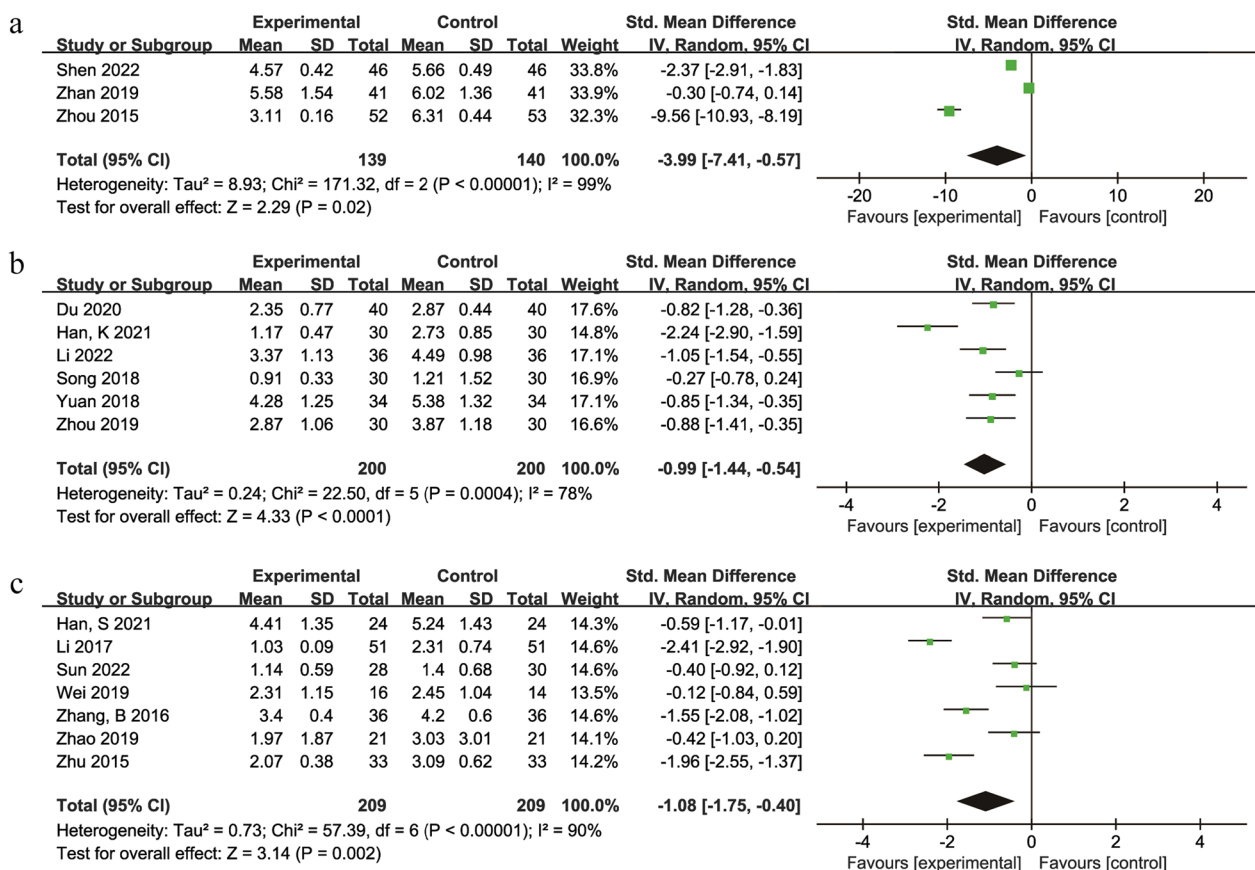 a
Experimental Control Std. Mean Difference Std. Mean Difference
Study or Subgroup Mean SD Total Mean SD Total Weight IV, Random, 95% CI IV, Random, 95% CI
Shen 2022 4.57 0.42 46 5.66 0.49 46 33.8% -2.37 [-2.91, -1.83]
Zhan 2019 5.58 1.54 41 6.02 1.36 41 33.9% -0.30 [-0.74, 0.14]
Zhou 2015 3.11 0.16 52 6.31 0.44 53 32.3% -9.56 [-10.93, -8.19]
Total (95% CI) 139 140 100.0% -3.99 [-7.41, -0.57]
Heterogeneity: Tau² = 8.93; Chi² = 171.32, df = 2 (P < 0.00001); I² = 99%
Test for overall effect: Z = 2.29 (P = 0.02)
-20 -10 0 10 20
Favours [experimental] Favours [control]
b
Experimental Control Std. Mean Difference Std. Mean Difference
Study or Subgroup Mean SD Total Mean SD Total Weight IV, Random, 95% CI IV, Random, 95% CI
Du 2020 2.35 0.77 40 2.87 0.44 40 17.6% -0.82 [-1.28, -0.36]
Han, K 2021 1.17 0.47 30 2.73 0.85 30 14.8% -2.24 [-2.90, -1.59]
Li 2022 3.37 1.13 36 4.49 0.98 36 17.1% -1.05 [-1.54, -0.55]
Song 2018 0.91 0.33 30 1.21 1.52 30 16.9% -0.27 [-0.78, 0.24]
Yuan 2018 4.28 1.25 34 5.38 1.32 34 17.1% -0.85 [-1.34, -0.35]
Zhou 2019 2.87 1.06 30 3.87 1.18 30 16.6% -0.88 [-1.41, -0.35]
Total (95% CI) 200 200 100.0% -0.99 [-1.44, -0.54]
Heterogeneity: Tau² = 0.24; Chi² = 22.50, df = 5 (P = 0.0004); I² = 78%
Test for overall effect: Z = 4.33 (P < 0.0001)
-4 -2 0 2 4
Favours [experimental] Favours [control]
c
Experimental Control Std. Mean Difference Std. Mean Difference
Study or Subgroup Mean SD Total Mean SD Total Weight IV, Random, 95% CI IV, Random, 95% CI
Han, S 2021 4.41 1.35 24 5.24 1.43 24 14.3% -0.59 [-1.17, -0.01]
Li 2017 1.03 0.09 51 2.31 0.74 51 14.6% -2.41 [-2.92, -1.90]
Sun 2022 1.14 0.59 28 1.4 0.68 30 14.6% -0.40 [-0.92, 0.12]
Wei 2019 2.31 1.15 16 2.45 1.04 14 13.5% -0.12 [-0.84, 0.59]
Zhang, B 2016 3.4 0.4 36 4.2 0.6 36 14.6% -1.55 [-2.08, -1.02]
Zhao 2019 1.97 1.87 21 3.03 3.01 21 14.1% -0.42 [-1.03, 0.20]
Zhu 2015 2.07 0.38 33 3.09 0.62 33 14.2% -1.96 [-2.55, -1.37]
Total (95% CI) 209 209 100.0% -1.08 [-1.75, -0.40]
Heterogeneity: Tau² = 0.73; Chi² = 57.39, df = 6 (P < 0.00001); I² = 90%
Test for overall effect: Z = 3.14 (P = 0.002)
-4 -2 0 2 4
Favours [experimental] Favours [control]